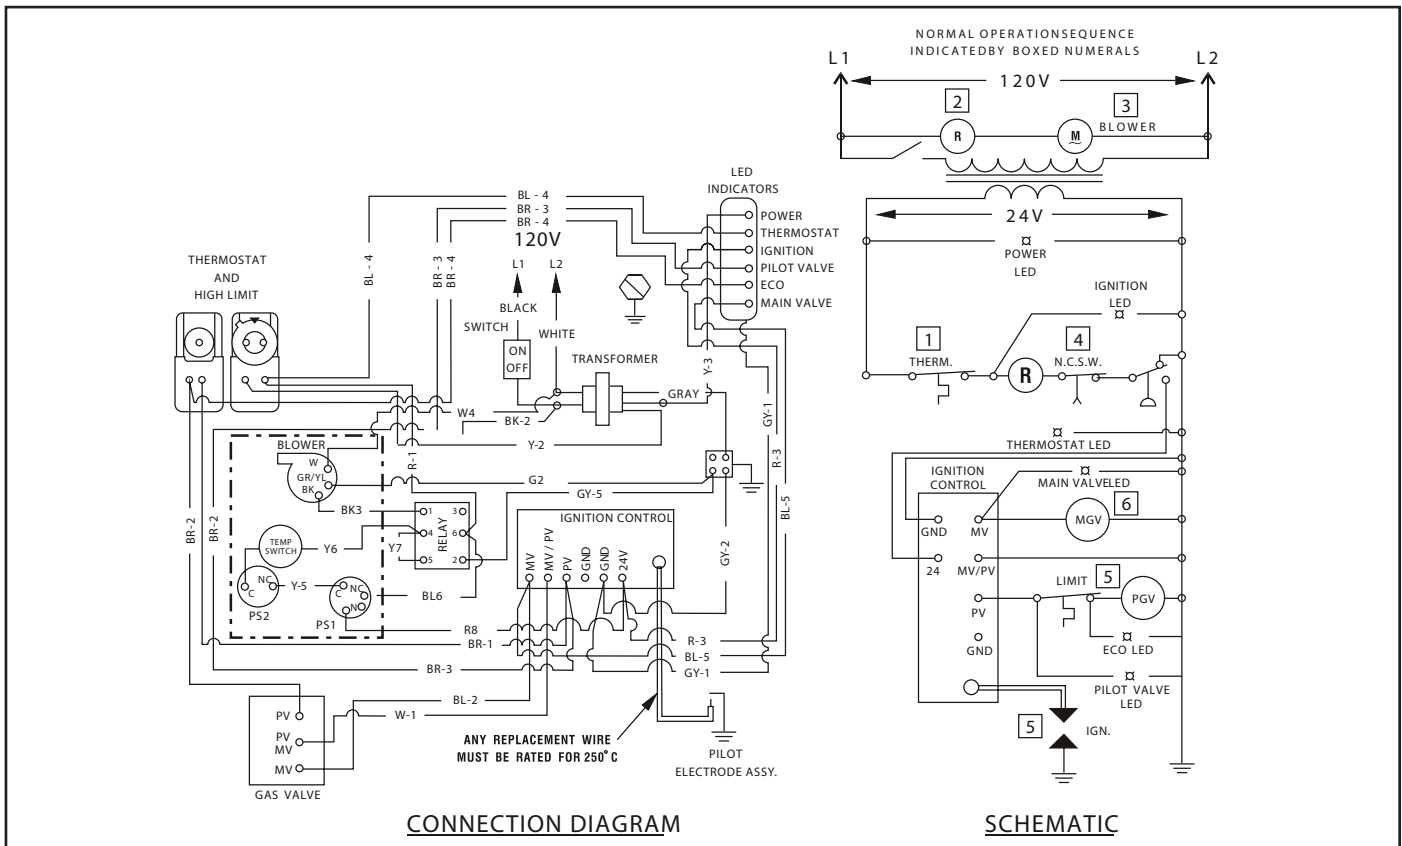 NORMAL OPERATIONSEQUENCE
INDICATEDBY BOXED NUMERALS
L1
L2
120V
2
3
BLOWER
R
M
~
24V
POWER
LED
IGNITION
LED
1
THERM.
R
4
N.C.S.W.
THERMOSTAT LED
IGNITION
CONTROL
MAIN VALVELED
GND
MV
MGV
6
24
MV/PV
LIMIT
5
PV
PGV
GND
ECO LED
PILOT VALVE
LED
5
IGN.
SCHEMATIC
LED
INDICATORS
POWER
THERMOSTAT
IGNITION
PILOT VALVE
ECO
MAIN VALVE
BL - 4
BR - 3
BR - 4
120V
L1
L2
BLACK
SWITCH
WHITE
ON
OFF
TRANSFORMER
THERMOSTAT
AND
HIGH LIMIT
BL - 4
BR - 3
BR - 4
GRAY
Y-3
W4
BK-2
Y-2
R-1
GY-1
R-3
BL-5
BLOWER
W
GR/YL
BK
G2
GY-5
BK3
1
3
4
6
5
2
RELAY
BR-2
BR-2
TEMP
SWITCH
Y6
Y7
NC
C
PS2
Y-5
C
NC
N
PS1
BL6
IGNITION CONTROL
MV
MV / PV
PV
GND
GND
24V
GY-2
R8
BR-1
BR-3
R-3
BL-5
GY-1
BL-2
W-1
PV
PV
MV
MV
GAS VALVE
ANY REPLACEMENT WIRE
MUST BE RATED FOR 250°C
PILOT
ELECTRODE ASSY.
CONNECTION DIAGRAM